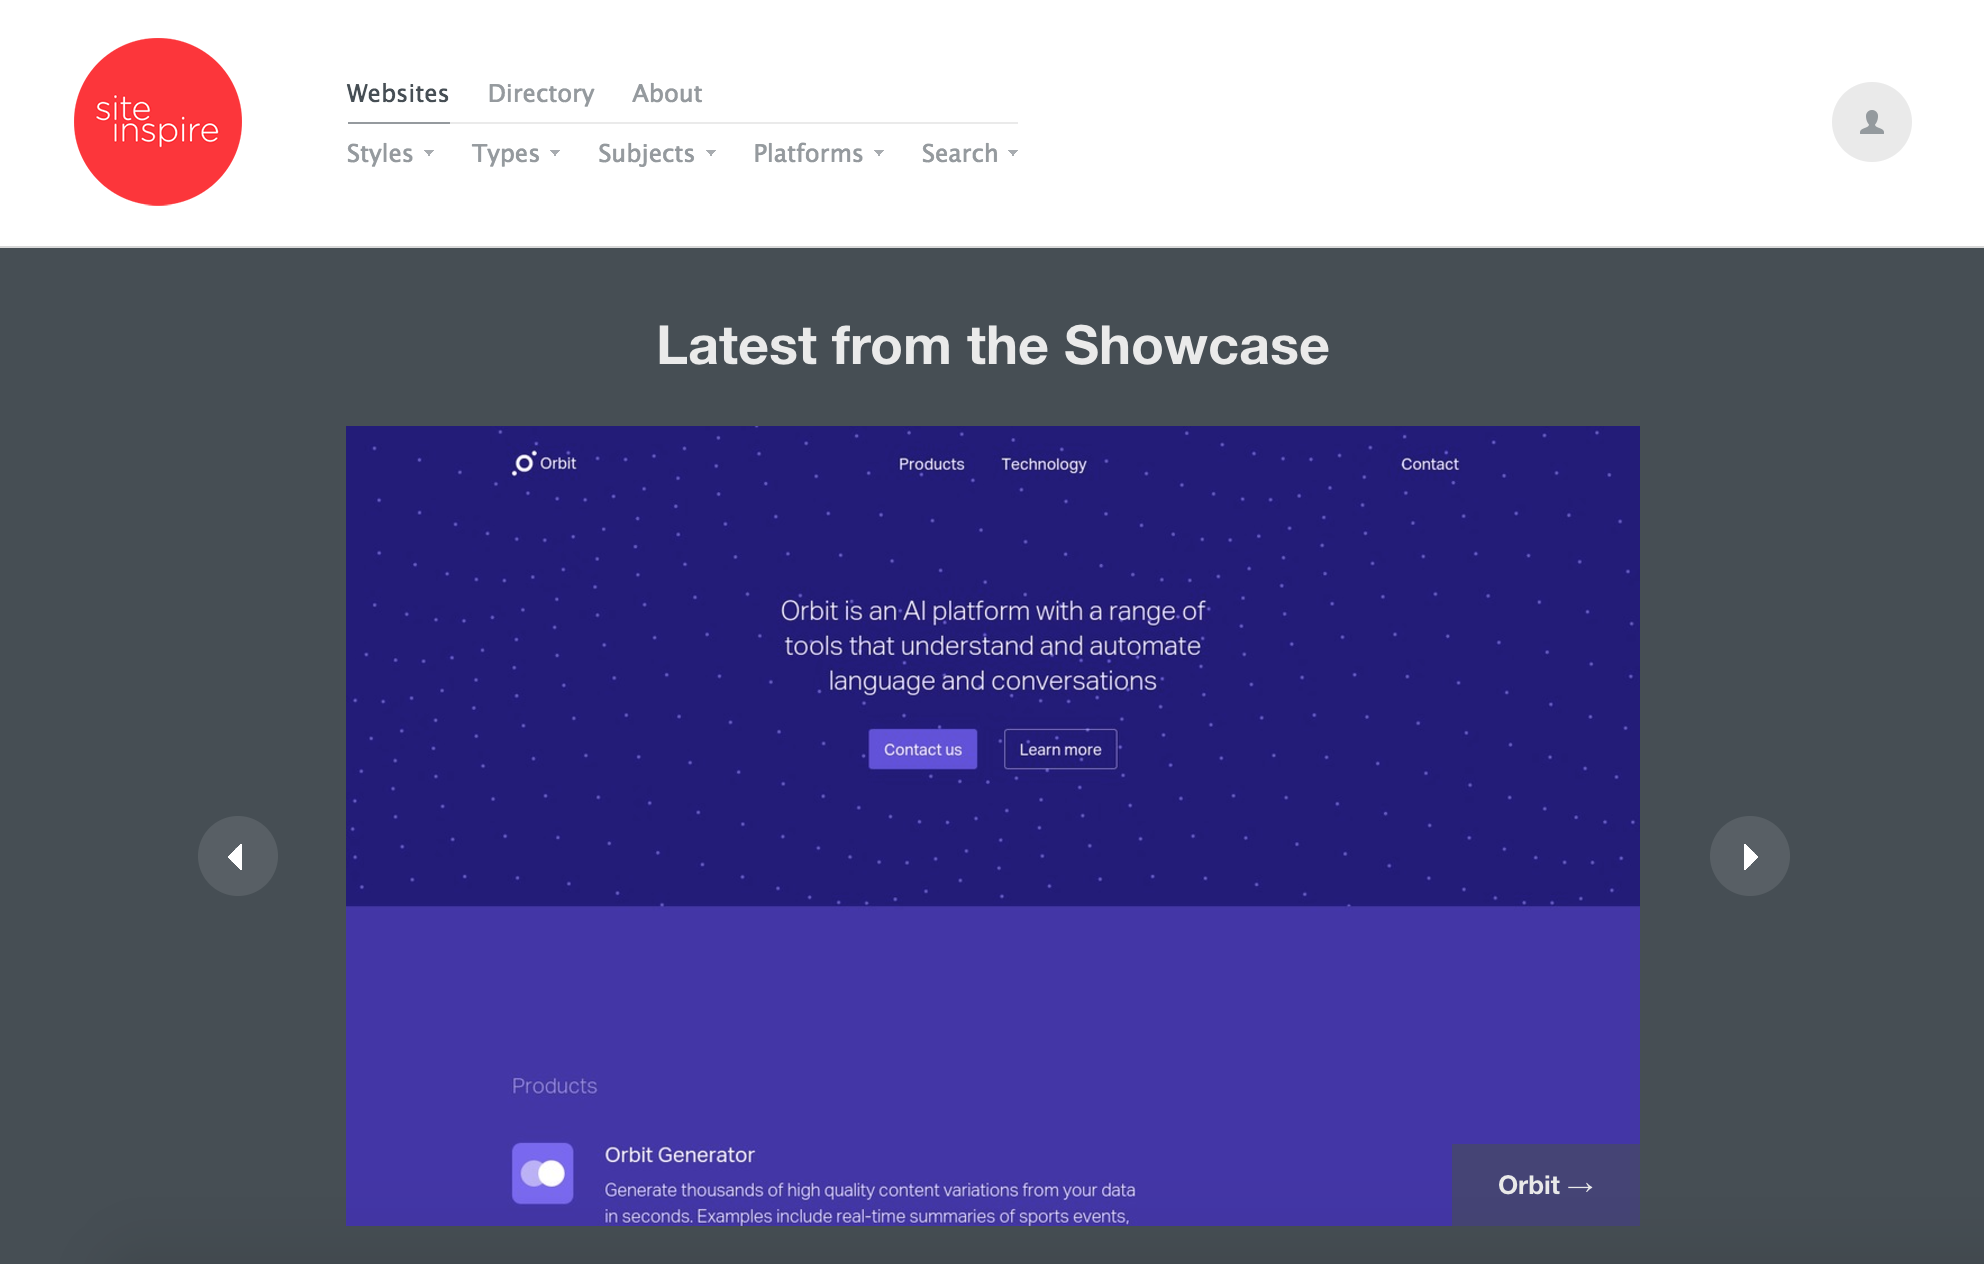 site
inspire
Websites Directory About
Styles Types Subjects Platforms Search
Latest from the Showcase
Orbit Products Technology Contact
Orbit is an AI platform with a range of
tools that understand and automate
language and conversations
Contact us Learn more
Products
Orbit Generator
Generate thousands of high quality content variations from your data
in seconds. Examples include real-time summaries of sports events,
Orbit →